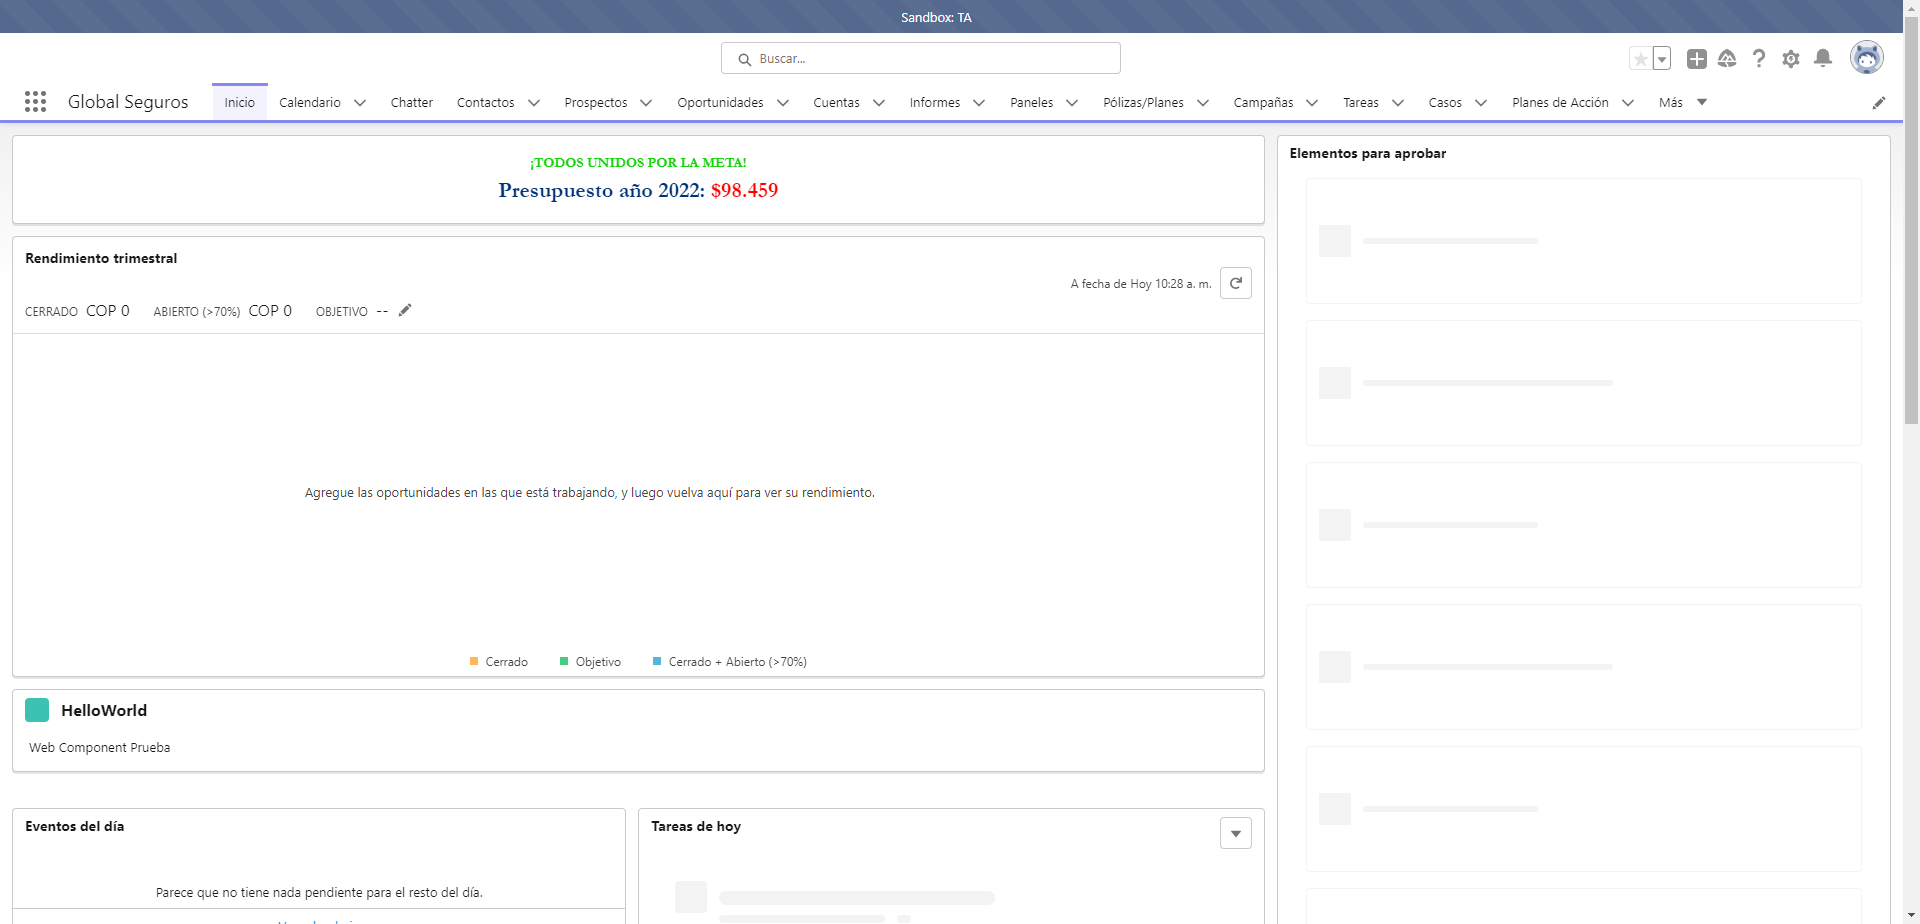 Sandbox: TA
Buscar...
Global Seguros
Inicio
Calendario
Chatter
Contactos
Prospectos
Oportunidades
Cuentas
Informes
Paneles
Pólizas/Planes
Campañas
Tareas
Casos
Planes de Acción
Más
¡TODOS UNIDOS POR LA META!
Presupuesto año 2022: $98.459
Rendimiento trimestral
A fecha de Hoy 10:28 a. m.
CERRADO COP 0 ABIERTO (>70%) COP 0 OBJETIVO --
Agregue las oportunidades en las que está trabajando, y luego vuelva aquí para ver su rendimiento.
Cerrado Objetivo Cerrado + Abierto (>70%)
HelloWorld
Web Component Prueba
Eventos del día
Parece que no tiene nada pendiente para el resto del día.
Tareas de hoy
Elementos para aprobar